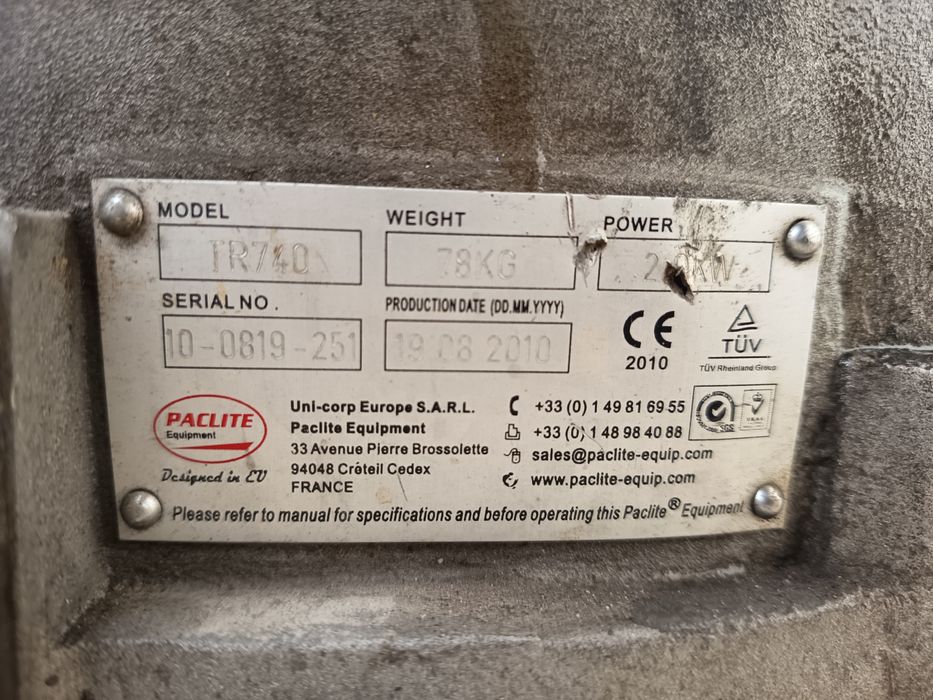 MODEL
TR740
WEIGHT
78KG
POWER
SERIAL NO.
10-0819-251
PRODUCTION DATE (DD.MM.YYYY)
19 08 2010
CE
2010
TÜV
TÜV Rheinland Group
PACLITE
Equipment
Designed in EU
Uni-corp Europe S.A.R.L.
Paclite Equipment
33 Avenue Pierre Brossolette
94048 Créteil Cedex
FRANCE
+33 (0) 1 49 81 69 55
+33 (0) 1 48 98 40 88
sales@paclite-equip.com
www.paclite-equip.com
SGS
Please refer to manual for specifications and before operating this Paclite® Equipment